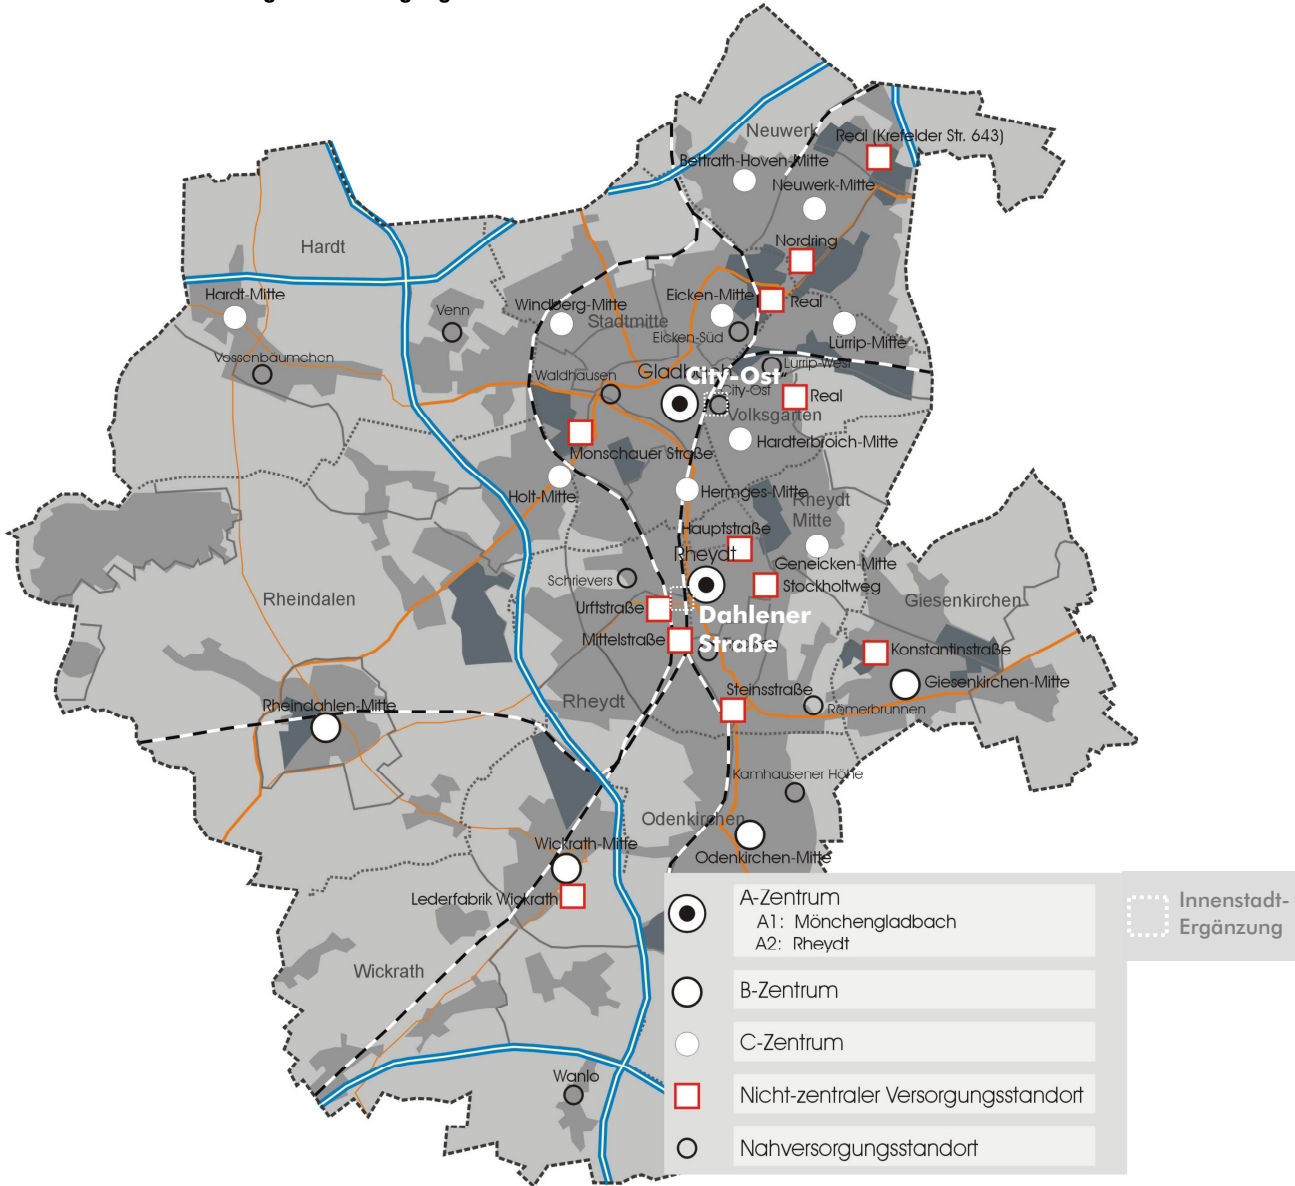 Neuwerk
Real (Krefelder Str. 643)
Bettrath-Hoven-Mitte
Neuwerk-Mitte
Hardt
Nordring
Hardt-Mitte
Venn
Windberg-Mitte
Stadtmitte
Eicken-Mitte
Real
Eicken-Süd
Lürrip-Mitte
Vossenbäumchen
Waldhausen
City-Ost
Lürrip-West
City-Ost
Real
Volksgarten
Monschauer Straße
Hardterbroich-Mitte
Holt-Mitte
Hermges-Mitte
Rheydt
Mitte
Hauptstraße
Rheydt
Geneicken-Mitte
Schrievers
Stockholtweg
Rheindalen
Urftstraße
Giesenkirchen
Dahlener
Straße
Mittelstraße
Konstantinstraße
Giesenkirchen-Mitte
Steinsstraße
Rheydt
Römerbrunnen
Rheindahlen-Mitte
Kamhausener Höhe
Odenkirchen
Wickrath-Mitte
Odenkirchen-Mitte
Lederfabrik Wickrath
Wickrath
Wanlo
A-Zentrum
A1: Mönchengladbach
A2: Rheydt
B-Zentrum
C-Zentrum
Nicht-zentraler Versorgungsstandort
Nahversorgungsstandort
Innenstadt-
Ergänzung